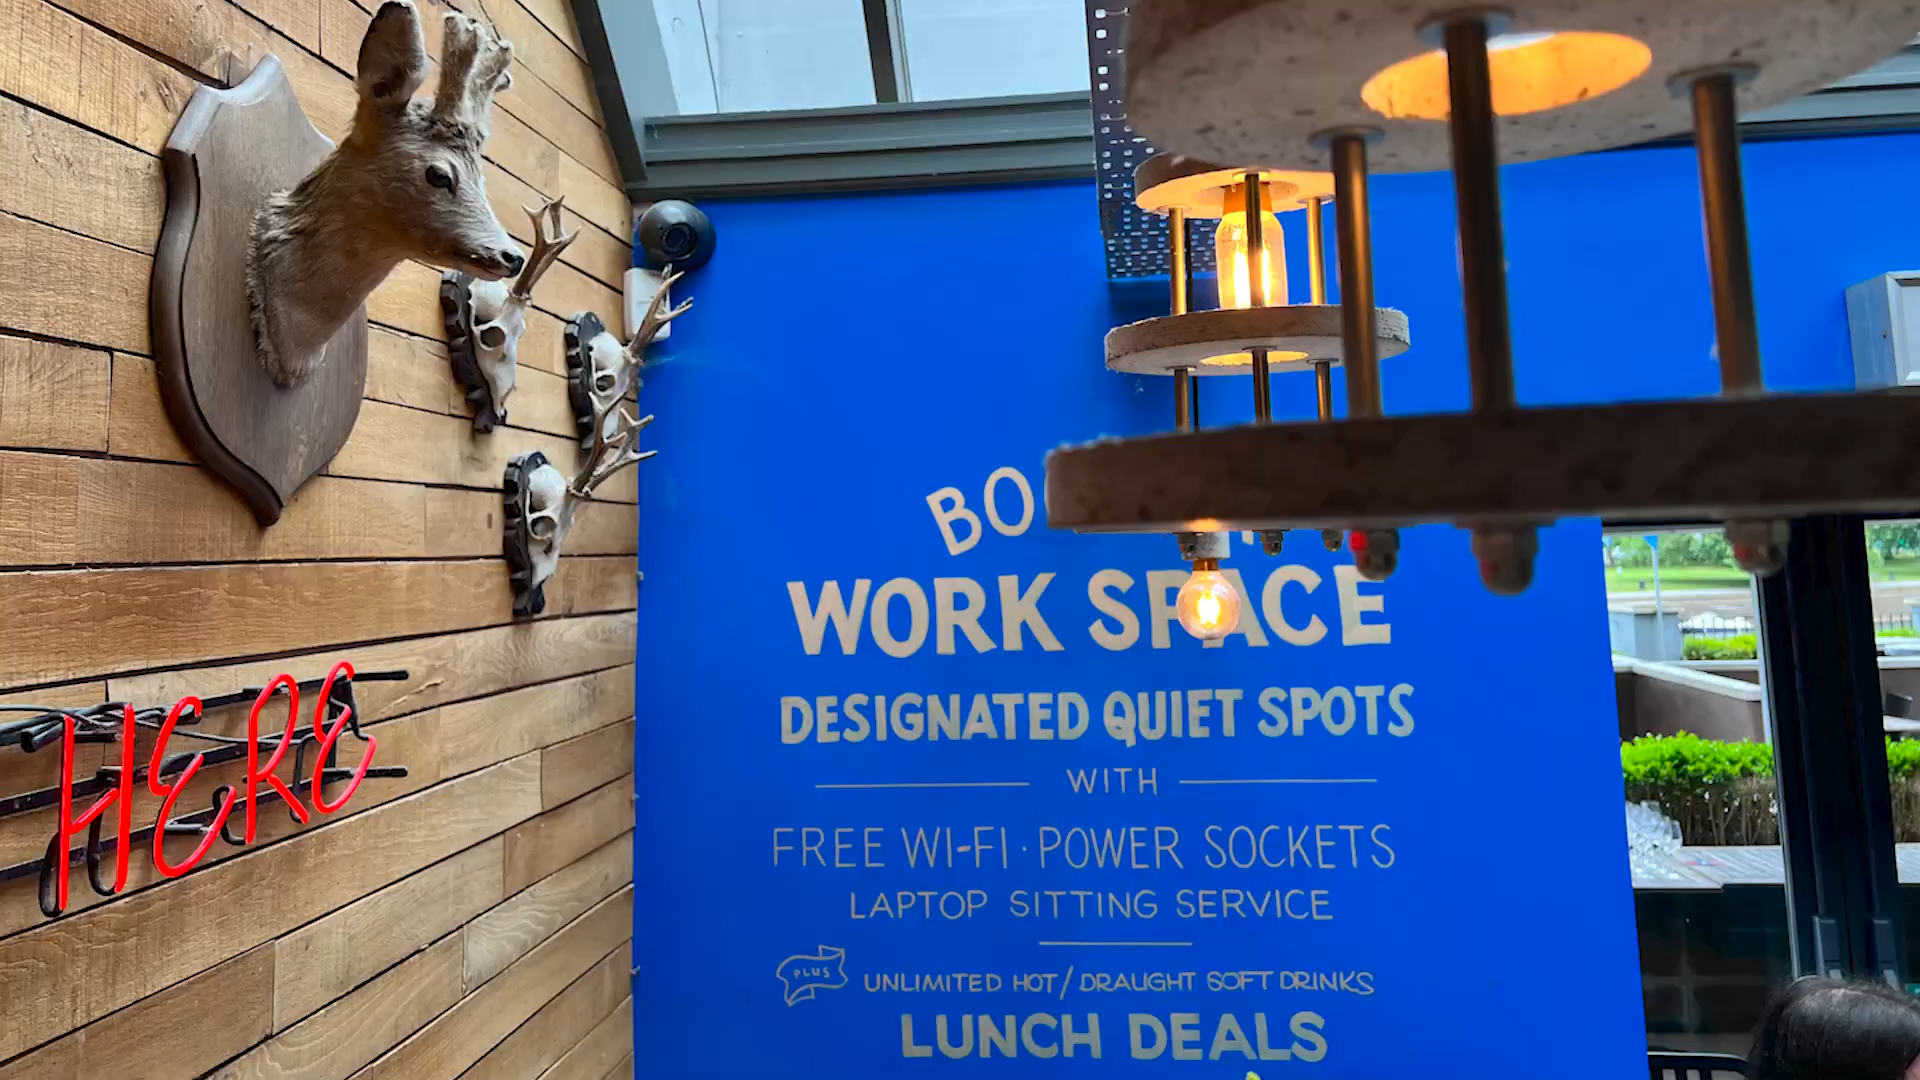 HERE
WORK SPACE
DESIGNATED QUIET SPOTS
WITH
FREE WI-FI · POWER SOCKETS
LAPTOP SITTING SERVICE
PLUS UNLIMITED HOT/DRAUGHT SOFT DRINKS
LUNCH DEALS